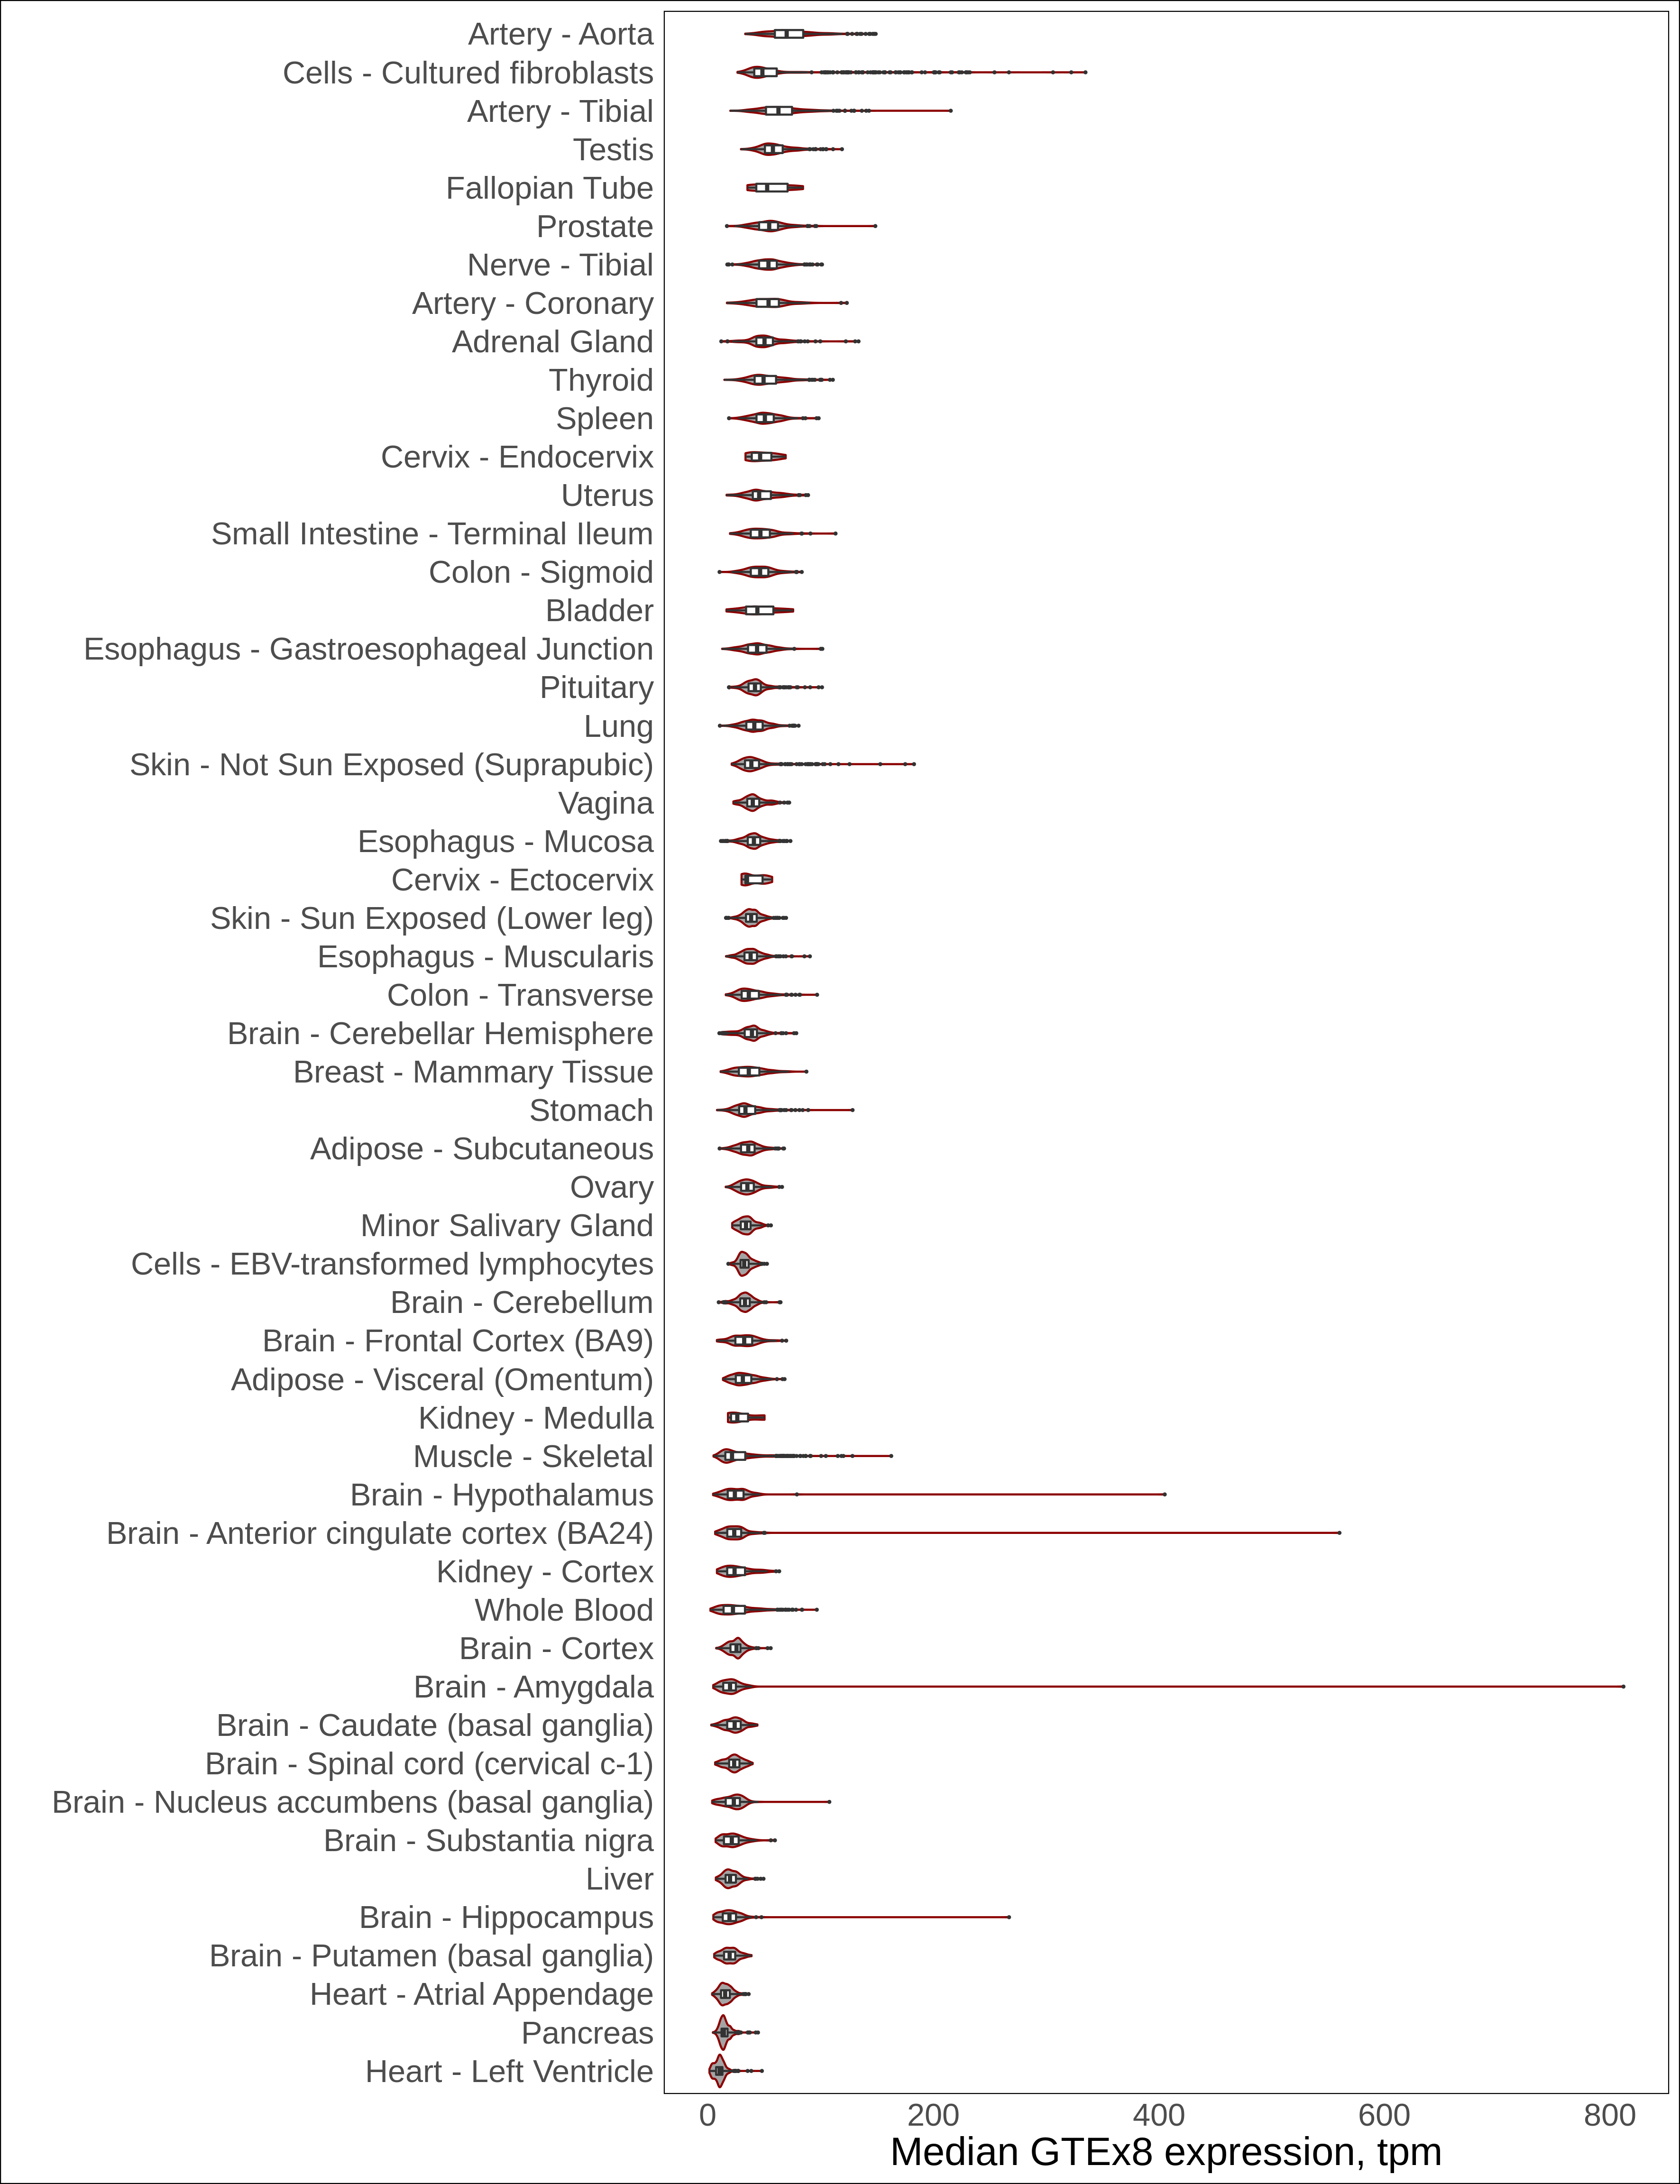 Artery - Aorta
Cells - Cultured fibroblasts
Artery - Tibial
Testis
Fallopian Tube
Prostate
Nerve - Tibial
Artery - Coronary
Adrenal Gland
Thyroid
Spleen
Cervix - Endocervix
Uterus
Small Intestine - Terminal Ileum
Colon - Sigmoid
Bladder
Esophagus - Gastroesophageal Junction
Pituitary
Lung
Skin - Not Sun Exposed (Suprapubic)
Vagina
Esophagus - Mucosa
Cervix - Ectocervix
Skin - Sun Exposed (Lower leg)
Esophagus - Muscularis
Colon - Transverse
Brain - Cerebellar Hemisphere
Breast - Mammary Tissue
Stomach
Adipose - Subcutaneous
Ovary
Minor Salivary Gland
Cells - EBV-transformed lymphocytes
Brain - Cerebellum
Brain - Frontal Cortex (BA9)
Adipose - Visceral (Omentum)
Kidney - Medulla
Muscle - Skeletal
Brain - Hypothalamus
Brain - Anterior cingulate cortex (BA24)
Kidney - Cortex
Whole Blood
Brain - Cortex
Brain - Amygdala
Brain - Caudate (basal ganglia)
Brain - Spinal cord (cervical c-1)
Brain - Nucleus accumbens (basal ganglia)
Brain - Substantia nigra
Liver
Brain - Hippocampus
Brain - Putamen (basal ganglia)
Heart - Atrial Appendage
Pancreas
Heart - Left Ventricle
0 200 400 600 800
Median GTEx8 expression, tpm